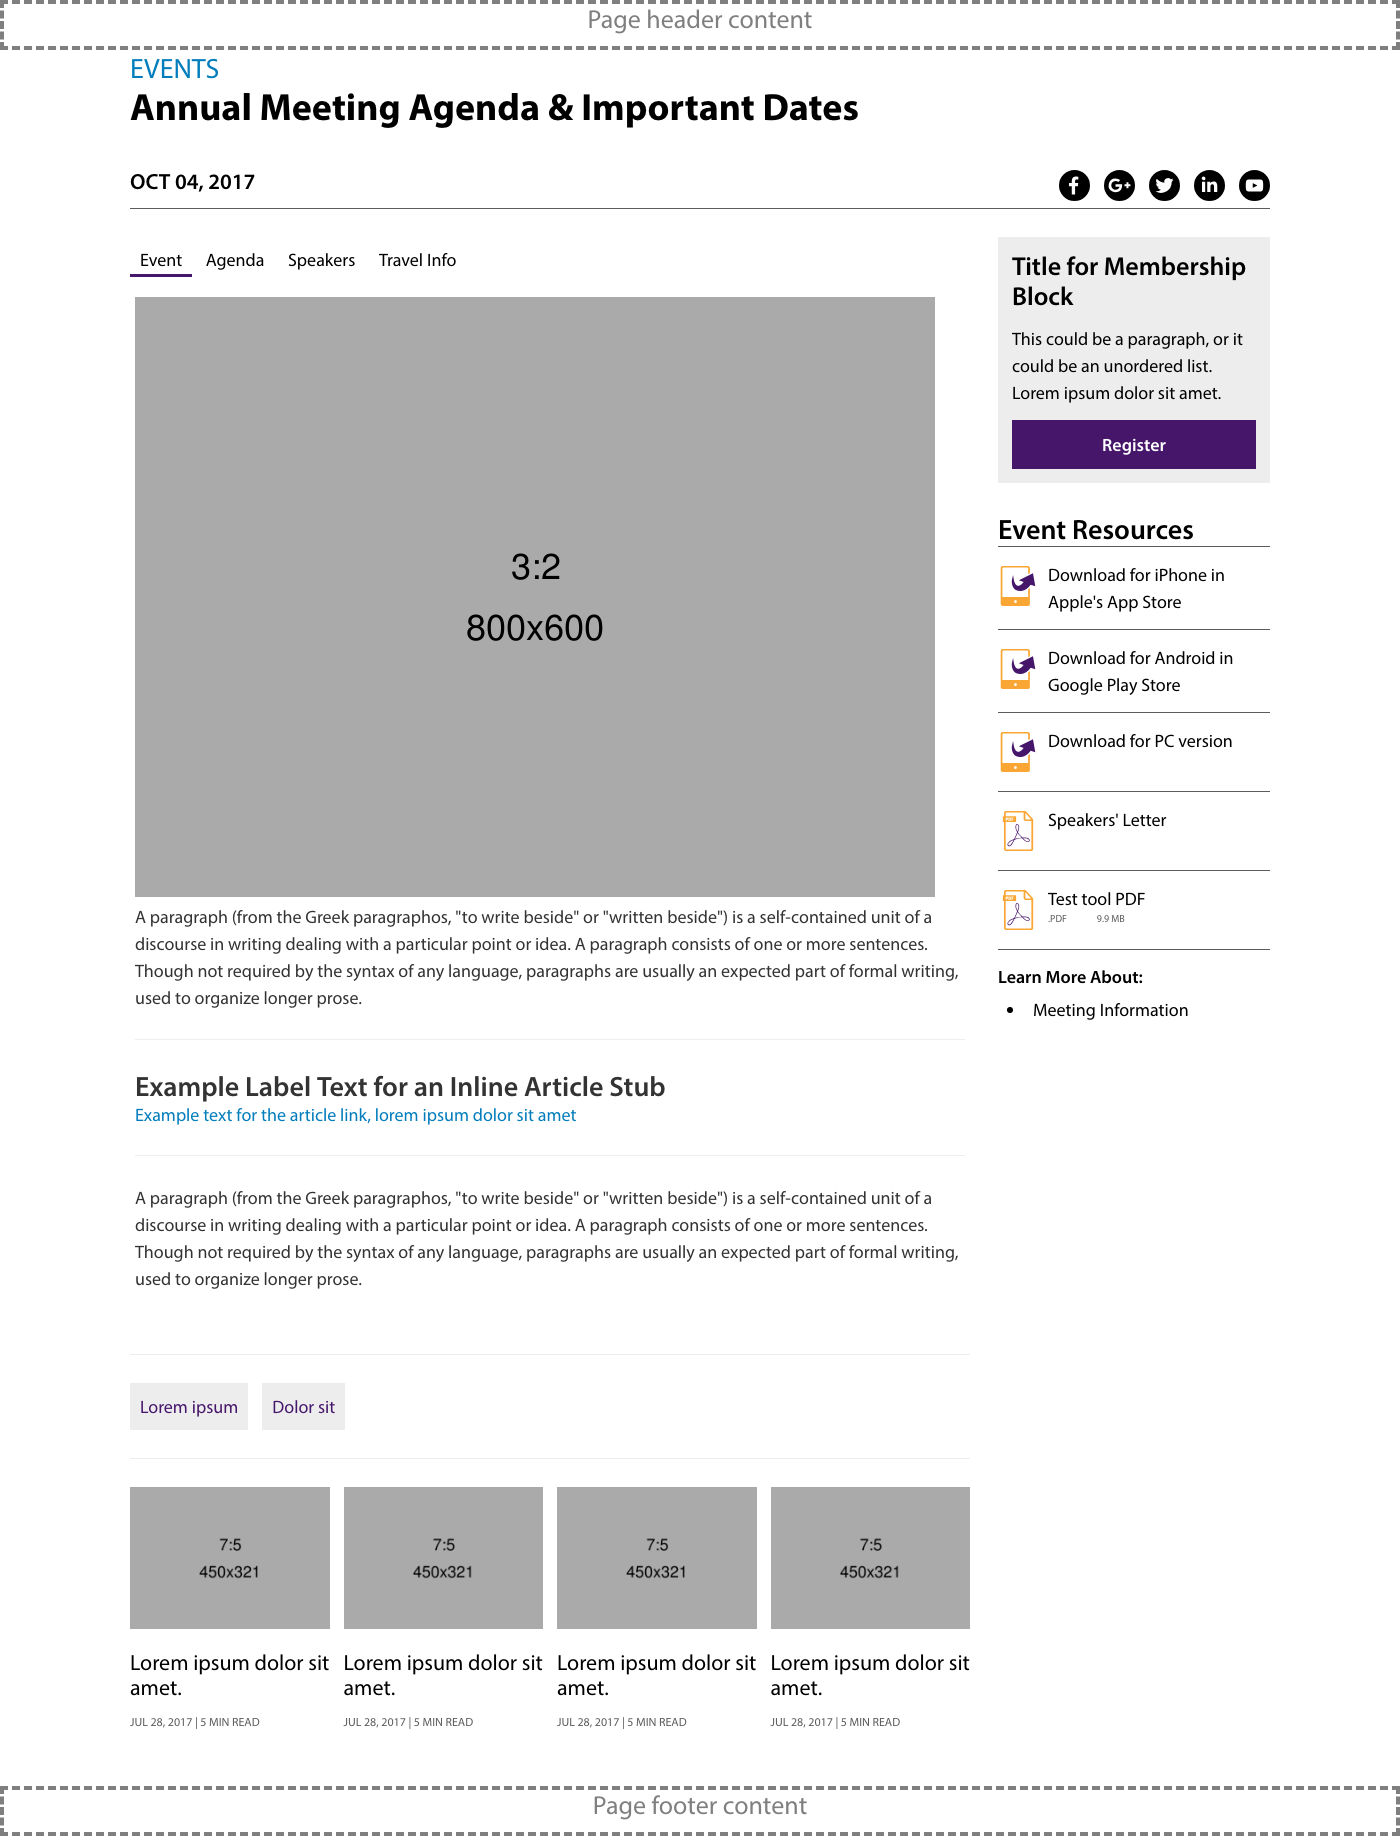 Page header content
EVENTS
Annual Meeting Agenda & Important Dates
OCT 04, 2017
Event Agenda Speakers Travel Info
3:2
800x600
A paragraph (from the Greek paragraphos, "to write beside" or "written beside") is a self-contained unit of a
discourse in writing dealing with a particular point or idea. A paragraph consists of one or more sentences.
Though not required by the syntax of any language, paragraphs are usually an expected part of formal writing,
used to organize longer prose.
Example Label Text for an Inline Article Stub
Example text for the article link, lorem ipsum dolor sit amet
A paragraph (from the Greek paragraphos, "to write beside" or "written beside") is a self-contained unit of a
discourse in writing dealing with a particular point or idea. A paragraph consists of one or more sentences.
Though not required by the syntax of any language, paragraphs are usually an expected part of formal writing,
used to organize longer prose.
Lorem ipsum Dolor sit
7:5
450x321
Lorem ipsum dolor sit
amet.
JUL 28, 2017 | 5 MIN READ
7:5
450x321
Lorem ipsum dolor sit
amet.
JUL 28, 2017 | 5 MIN READ
7:5
450x321
Lorem ipsum dolor sit
amet.
JUL 28, 2017 | 5 MIN READ
7:5
450x321
Lorem ipsum dolor sit
amet.
JUL 28, 2017 | 5 MIN READ
Title for Membership
Block
This could be a paragraph, or it
could be an unordered list.
Lorem ipsum dolor sit amet.
Register
Event Resources
Download for iPhone in
Apple's App Store
Download for Android in
Google Play Store
Download for PC version
Speakers' Letter
Test tool PDF
.PDF 9.9 MB
Learn More About:
• Meeting Information
Page footer content